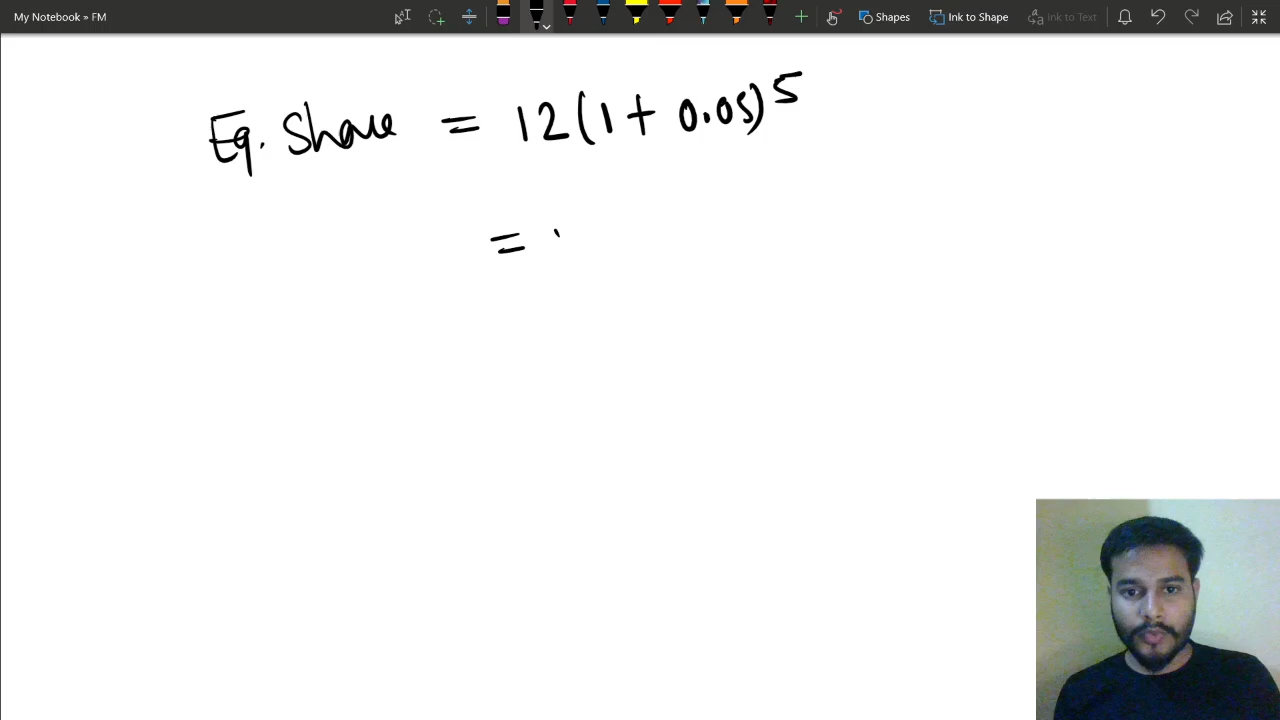 My Notebook » FM
Shapes
Ink to Shape
Ink to Text
Eq. Share = 12(1+ 0.05)^5
=